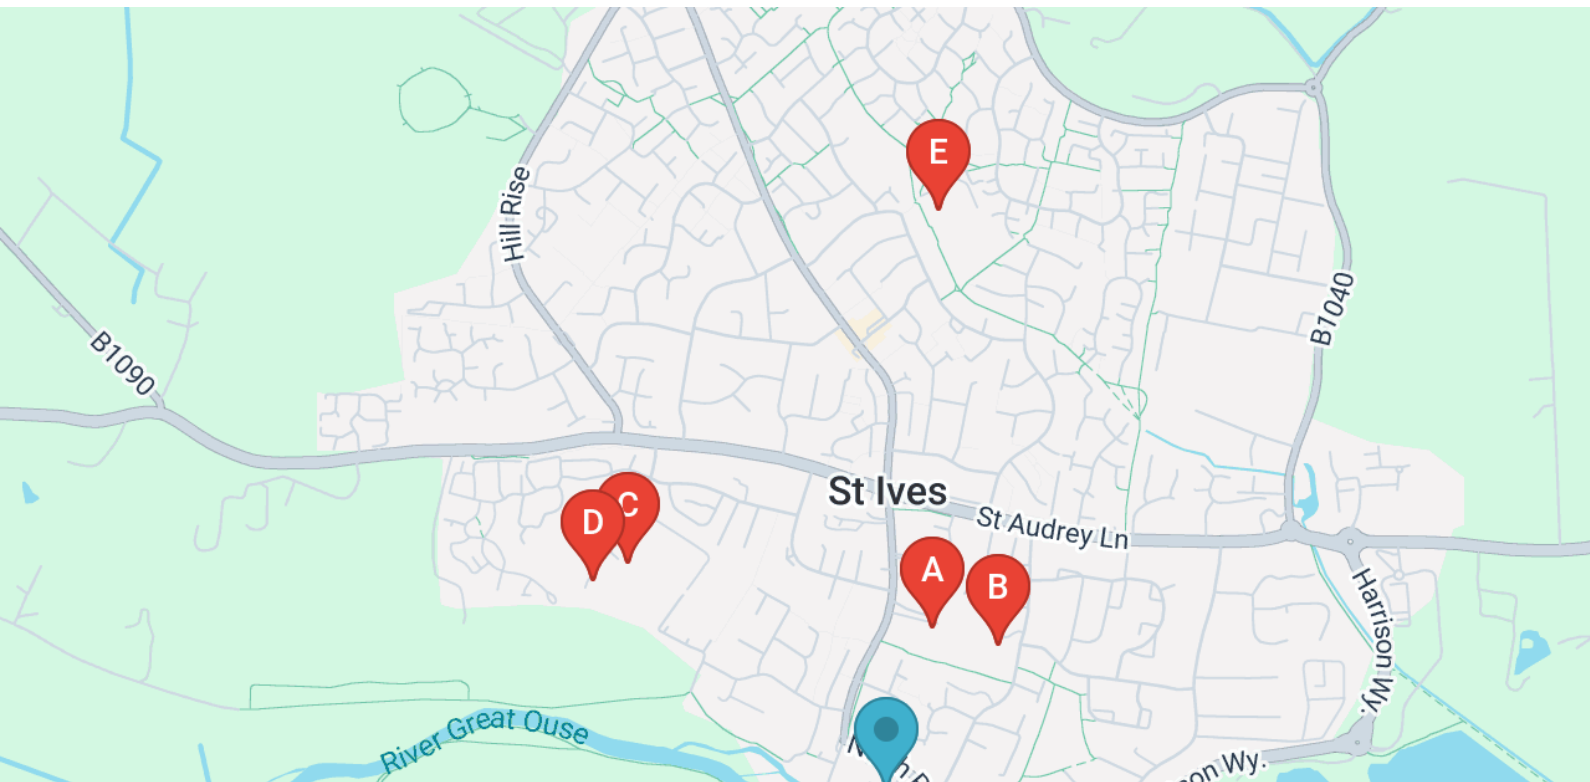 E
Hill Rise
B1040
B1090
St Ives
C
D
St Audrey Ln
A
B
Harrison Wy.
River Great Ouse